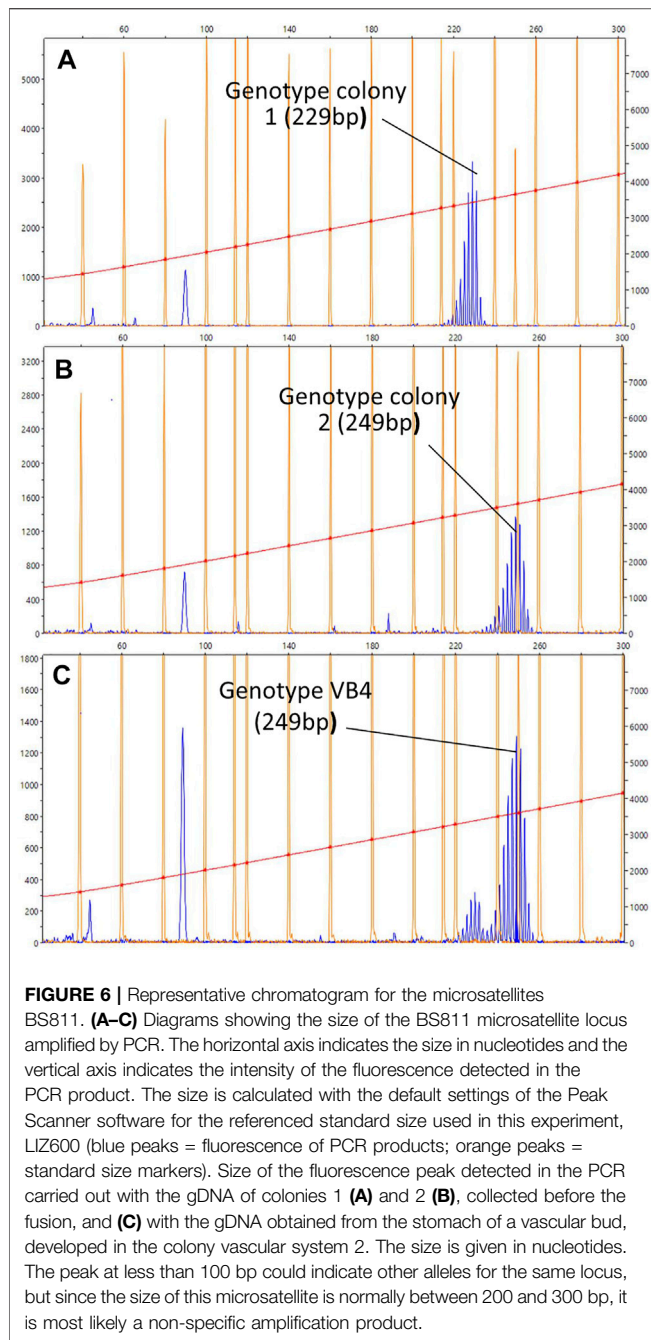 60 100 140 180 220 260 300
A
5000
4000
3000
2000
1000
0
7000
6000
5000
4000
3000
2000
1000
0
Genotype colony
1 (229bp)
60 100 140 180 220 260 300
B
3200
2800
2400
2000
1600
1200
800
400
0
7000
6000
5000
4000
3000
2000
1000
0
Genotype colony
2 (249bp)
60 100 140 180 220 260 300
C
1800
1600
1400
1200
1000
800
600
400
200
0
7000
6000
5000
4000
3000
2000
1000
0
Genotype VB4
(249bp)
FIGURE 6 | Representative chromatogram for the microsatellites
BS811. (A–C) Diagrams showing the size of the BS811 microsatellite locus
amplified by PCR. The horizontal axis indicates the size in nucleotides and the
vertical axis indicates the intensity of the fluorescence detected in the
PCR product. The size is calculated with the default settings of the Peak
Scanner software for the referenced standard size used in this experiment,
LIZ600 (blue peaks = fluorescence of PCR products; orange peaks =
standard size markers). Size of the fluorescence peak detected in the PCR
carried out with the gDNA of colonies 1 (A) and 2 (B), collected before the
fusion, and (C) with the gDNA obtained from the stomach of a vascular bud,
developed in the colony vascular system 2. The size is given in nucleotides.
The peak at less than 100 bp could indicate other alleles for the same locus,
but since the size of this microsatellite is normally between 200 and 300 bp, it
is most likely a non-specific amplification product.